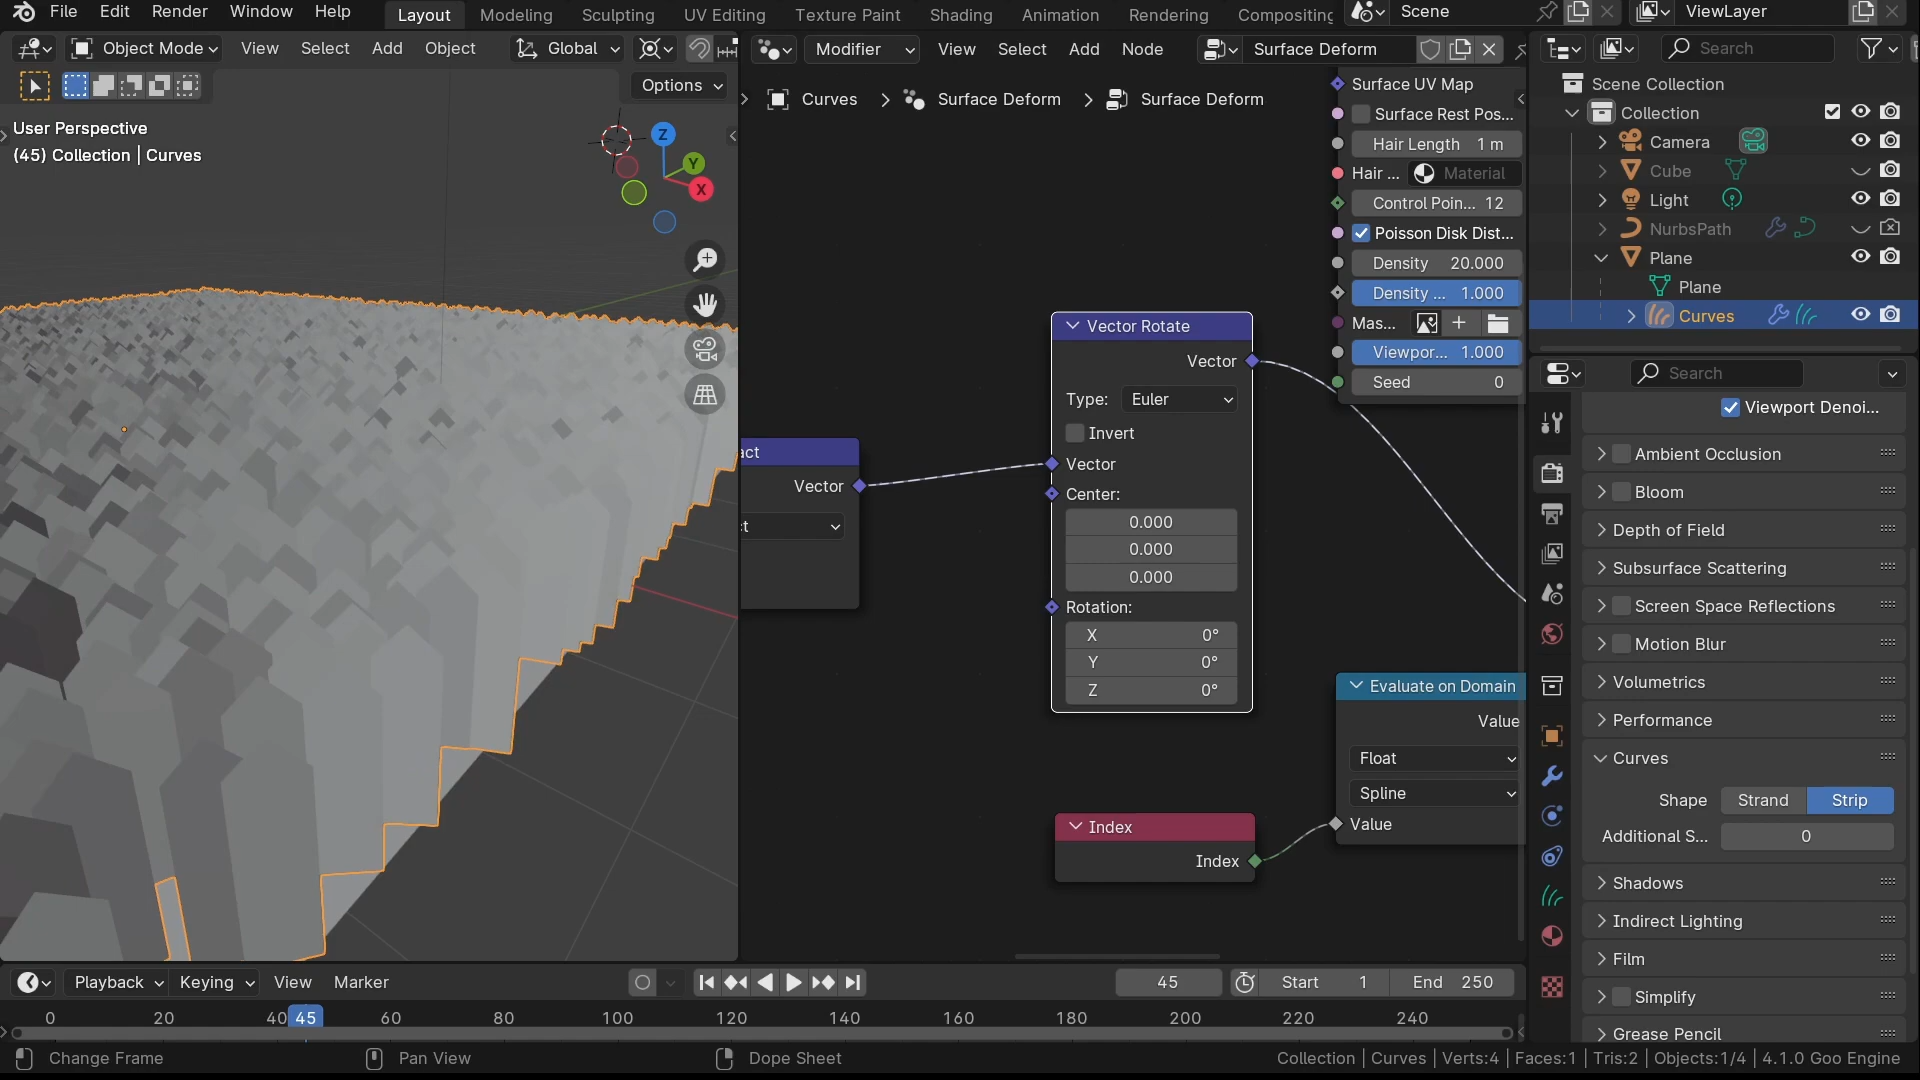 File Edit Render Window Help Layout Modeling Sculpting UV Editing Texture Paint Shading Animation Rendering Compositing Scene ViewLayer
Object Mode View Select Add Object Global Modifier View Select Add Node Surface Deform Search
Options
Curves Surface Deform Surface Deform
User Perspective
(45) Collection | Curves
Z
Y
X
act
Vector
t
Vector Rotate
Vector
Type: Euler
Invert
Vector
Center:
0.000
0.000
0.000
Rotation:
X 0°
Y 0°
Z 0°
Index
Index
Surface UV Map
Surface Rest Pos...
Hair Length 1 m
Hair ... Material
Control Poin... 12
Poisson Disk Dist...
Density 20.000
Density ... 1.000
Mas...
Viewpor... 1.000
Seed 0
Evaluate on Domain
Value
Float
Spline
Value
Scene Collection
Collection
Camera
Cube
Light
NurbsPath
Plane
Plane
Curves
Search
Viewport Denoi...
Ambient Occlusion
Bloom
Depth of Field
Subsurface Scattering
Screen Space Reflections
Motion Blur
Volumetrics
Performance
Curves
Shape Strand Strip
Additional S... 0
Shadows
Indirect Lighting
Film
Simplify
Grease Pencil
Playback Keying View Marker 45 Start 1 End 250
0 20 40 45 60 80 100 120 140 160 180 200 220 240
Change Frame Pan View Dope Sheet Collection | Curves | Verts:4 | Faces:1 | Tris:2 | Objects:1/4 | 4.1.0 Goo Engine